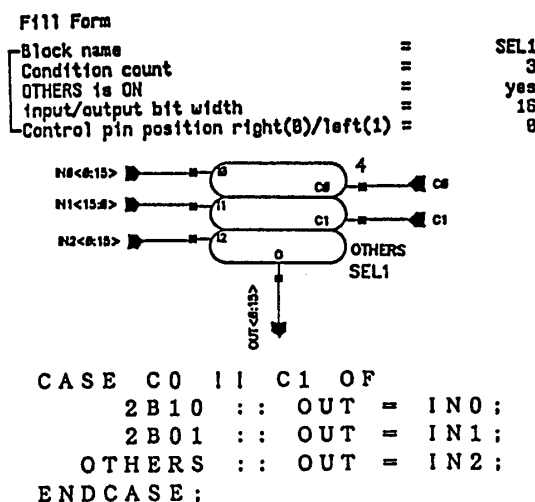 Fill Form
Block name = SEL1
Condition count = 3
OTHERS is ON = yes
input/output bit width = 16
Control pin position right(0)/left(1) = 0
4
IN0<0:15> I0 C0 C0
IN1<15:0> I1 C1 C1
IN2<0:15> I2 OTHERS
O SEL1
OUT<0:15>
CASE C0 || C1 OF
2B10 :: OUT = IN0;
2B01 :: OUT = IN1;
OTHERS :: OUT = IN2;
ENDCASE;